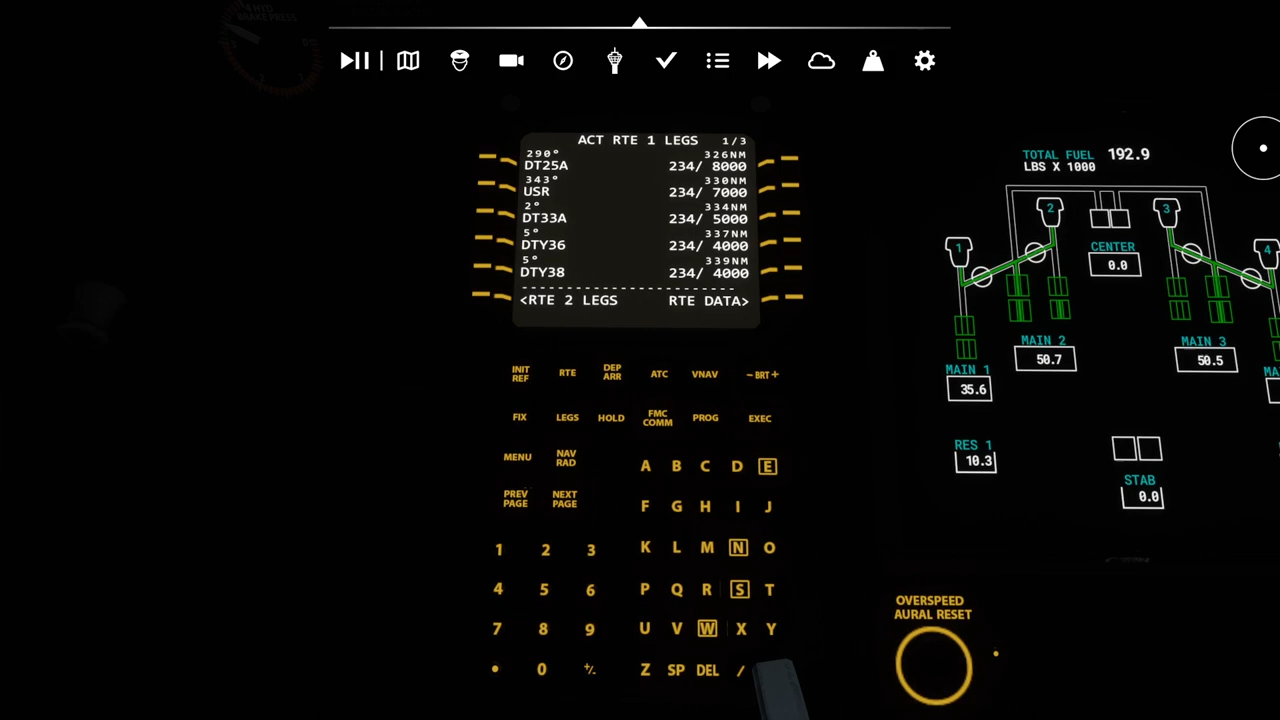 4 HYD
BRAKE PRESS
ACT RTE 1 LEGS 1/3
290° 326NM
DT25A 234/ 8000
343° 330NM
USR 234/ 7000
2° 334NM
DT33A 234/ 5000
5° 337NM
DTY36 234/ 4000
5° 339NM
DTY38 234/ 4000
------------------------
<RTE 2 LEGS RTE DATA>
INIT REF RTE DEP ARR ATC VNAV - BRT +
FIX LEGS HOLD FMC COMM PROG EXEC
MENU NAV RAD
PREV PAGE NEXT PAGE
A B C D E
F G H I J
K L M N O
P Q R S T
U V W X Y
Z SP DEL /
1 2 3
4 5 6
7 8 9
. 0 +/-
TOTAL FUEL 192.9
LBS X 1000
2 3
1 4
CENTER
0.0
MAIN 2
50.7
MAIN 3
50.5
MAIN 1
35.6
MA
RES 1
10.3
STAB
0.0
OVERSPEED
AURAL RESET